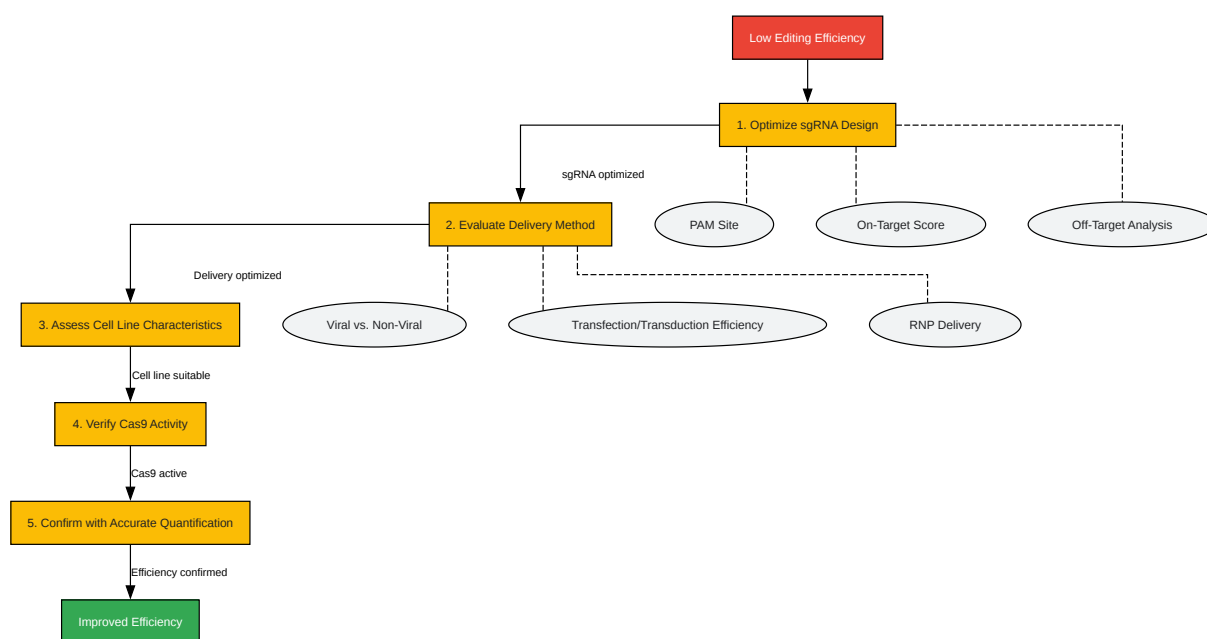 Low Editing Efficiency
1. Optimize sgRNA Design
sgRNA optimized
2. Evaluate Delivery Method
PAM Site
On-Target Score
Off-Target Analysis
Delivery optimized
3. Assess Cell Line Characteristics
Viral vs. Non-Viral
Transfection/Transduction Efficiency
RNP Delivery
Cell line suitable
4. Verify Cas9 Activity
Cas9 active
5. Confirm with Accurate Quantification
Efficiency confirmed
Improved Efficiency